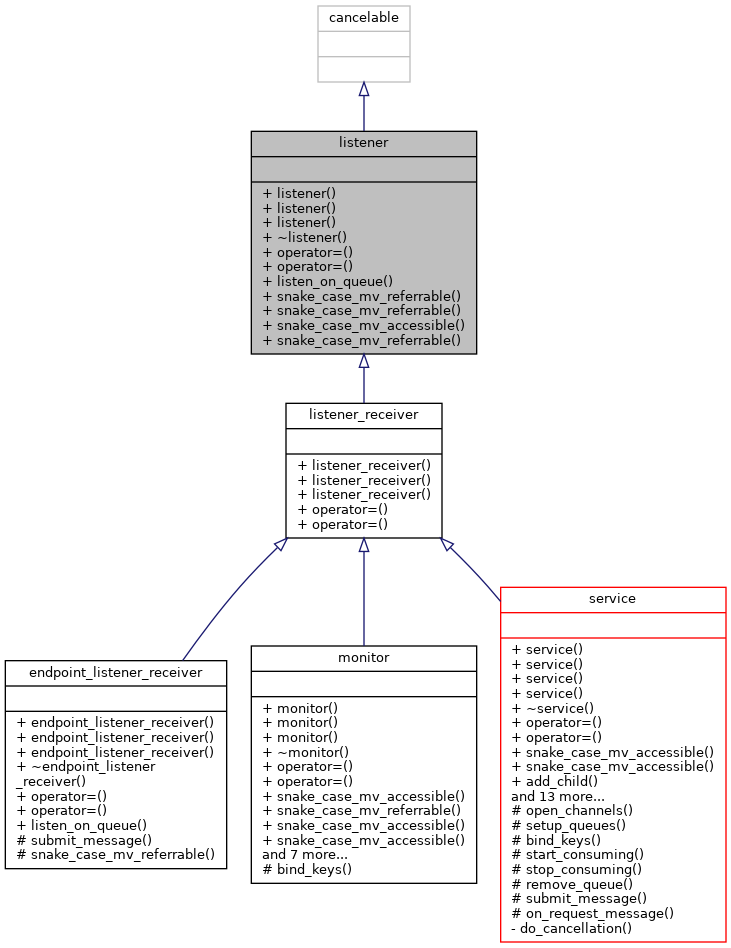 cancelable
listener
+ listener()
+ listener()
+ listener()
+ ~listener()
+ operator=()
+ operator=()
+ listen_on_queue()
+ snake_case_mv_referrable()
+ snake_case_mv_referrable()
+ snake_case_mv_accessible()
+ snake_case_mv_referrable()
listener_receiver
+ listener_receiver()
+ listener_receiver()
+ listener_receiver()
+ operator=()
+ operator=()
endpoint_listener_receiver
+ endpoint_listener_receiver()
+ endpoint_listener_receiver()
+ endpoint_listener_receiver()
+ ~endpoint_listener
_receiver()
+ operator=()
+ operator=()
+ listen_on_queue()
# submit_message()
# snake_case_mv_referrable()
monitor
+ monitor()
+ monitor()
+ monitor()
+ ~monitor()
+ operator=()
+ operator=()
+ snake_case_mv_accessible()
+ snake_case_mv_referrable()
+ snake_case_mv_accessible()
+ snake_case_mv_accessible()
and 7 more...
# bind_keys()
service
+ service()
+ service()
+ service()
+ service()
+ ~service()
+ operator=()
+ operator=()
+ snake_case_mv_accessible()
+ snake_case_mv_accessible()
+ add_child()
and 13 more...
# open_channels()
# setup_queues()
# bind_keys()
# start_consuming()
# stop_consuming()
# remove_queue()
# submit_message()
# on_request_message()
- do_cancellation()